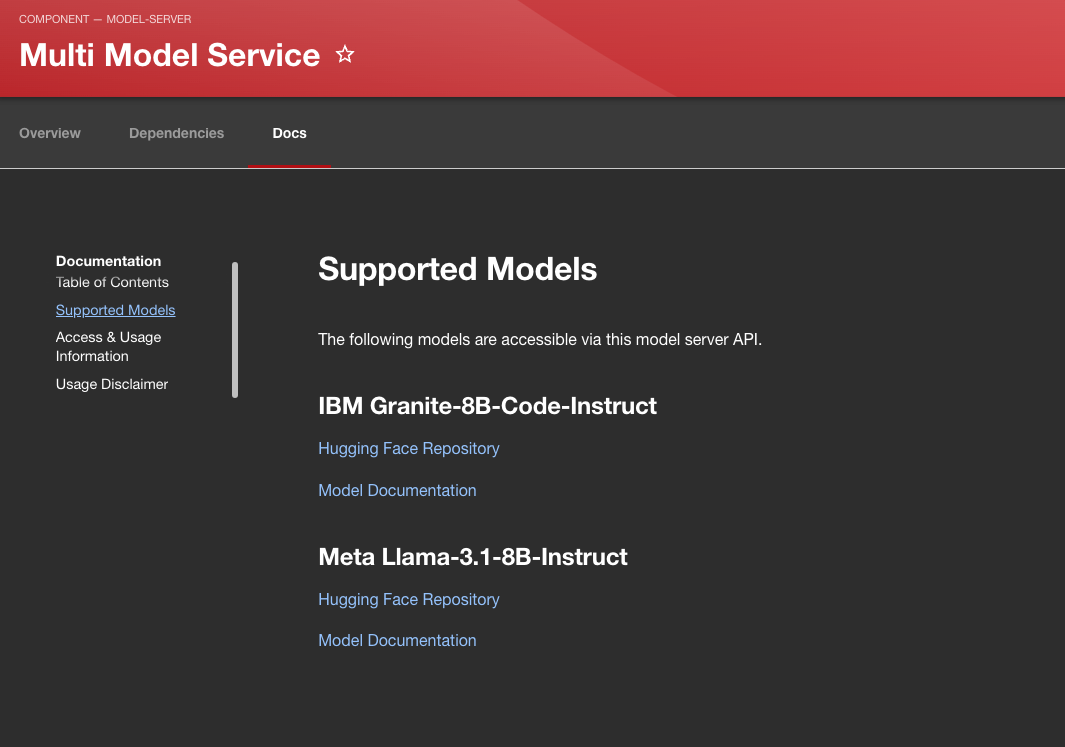 COMPONENT — MODEL-SERVER
Multi Model Service
Overview
Dependencies
Docs
Documentation
Table of Contents
Supported Models
Access & Usage
Information
Usage Disclaimer
Supported Models
The following models are accessible via this model server API.
IBM Granite-8B-Code-Instruct
Hugging Face Repository
Model Documentation
Meta Llama-3.1-8B-Instruct
Hugging Face Repository
Model Documentation